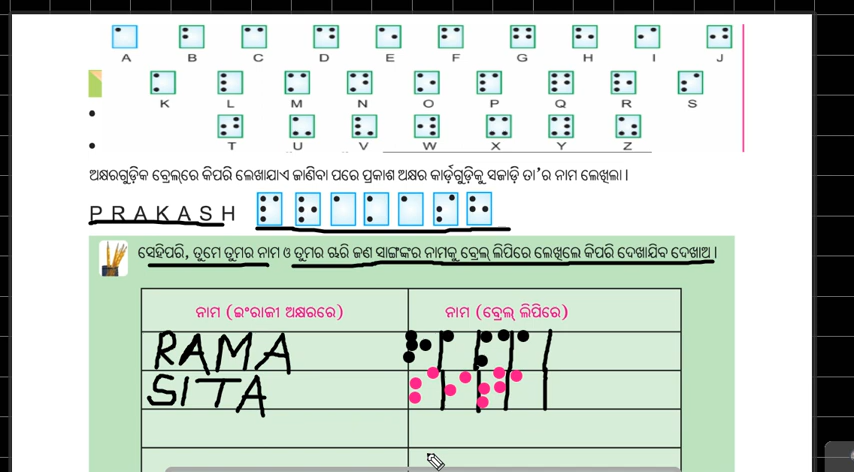 A B C D E F G H I J
K L M N O P Q R S
T U V W X Y Z
ଅକ୍ଷରଗୁଡ଼ିକ ବ୍ରେଲ୍‌ରେ କିପରି ଲେଖାଯାଏ ଜାଣିବା ପରେ ପ୍ରକାଶ ଅକ୍ଷର କାର୍ଡ଼ଗୁଡ଼ିକୁ ସଜାଡ଼ି ତା'ର ନାମ ଲେଖିଲା ।
PRAKASH
ସେହିପରି, ତୁମେ ତୁମର ନାମ ଓ ତୁମର ଋରି ଜଣ ସାଙ୍ଗଙ୍କର ନାମକୁ ବ୍ରେଲ୍ ଲିପିରେ ଲେଖିଲେ କିପରି ଦେଖାଯିବ ଦେଖାଅ ।
ନାମ (ଇଂରାଜୀ ଅକ୍ଷରରେ) ନାମ (ବ୍ରେଲ୍ ଲିପିରେ)
RAMA
SITA